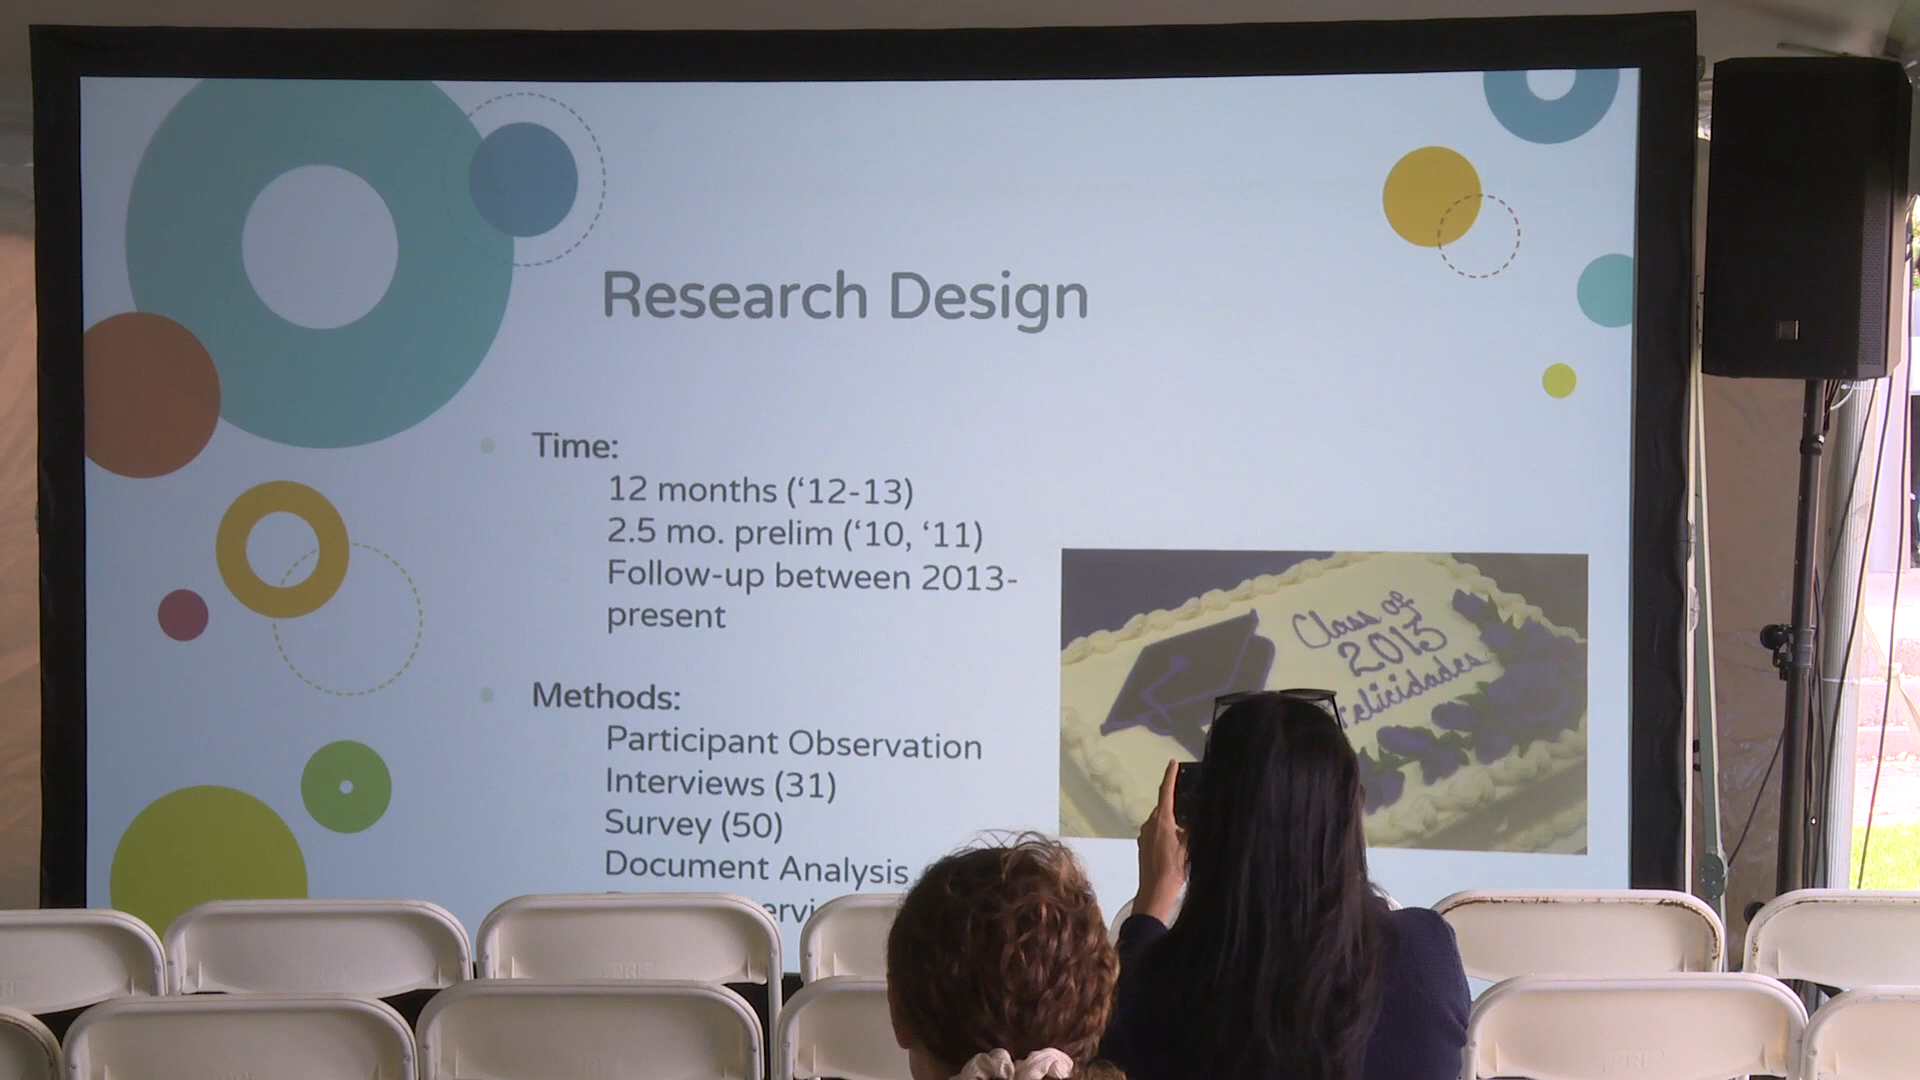 Research Design
Time:
12 months (‘12-13)
2.5 mo. prelim (‘10, ‘11)
Follow-up between 2013-
present
Methods:
Participant Observation
Interviews (31)
Survey (50)
Document Analysis
Class of
2013
Felicidades